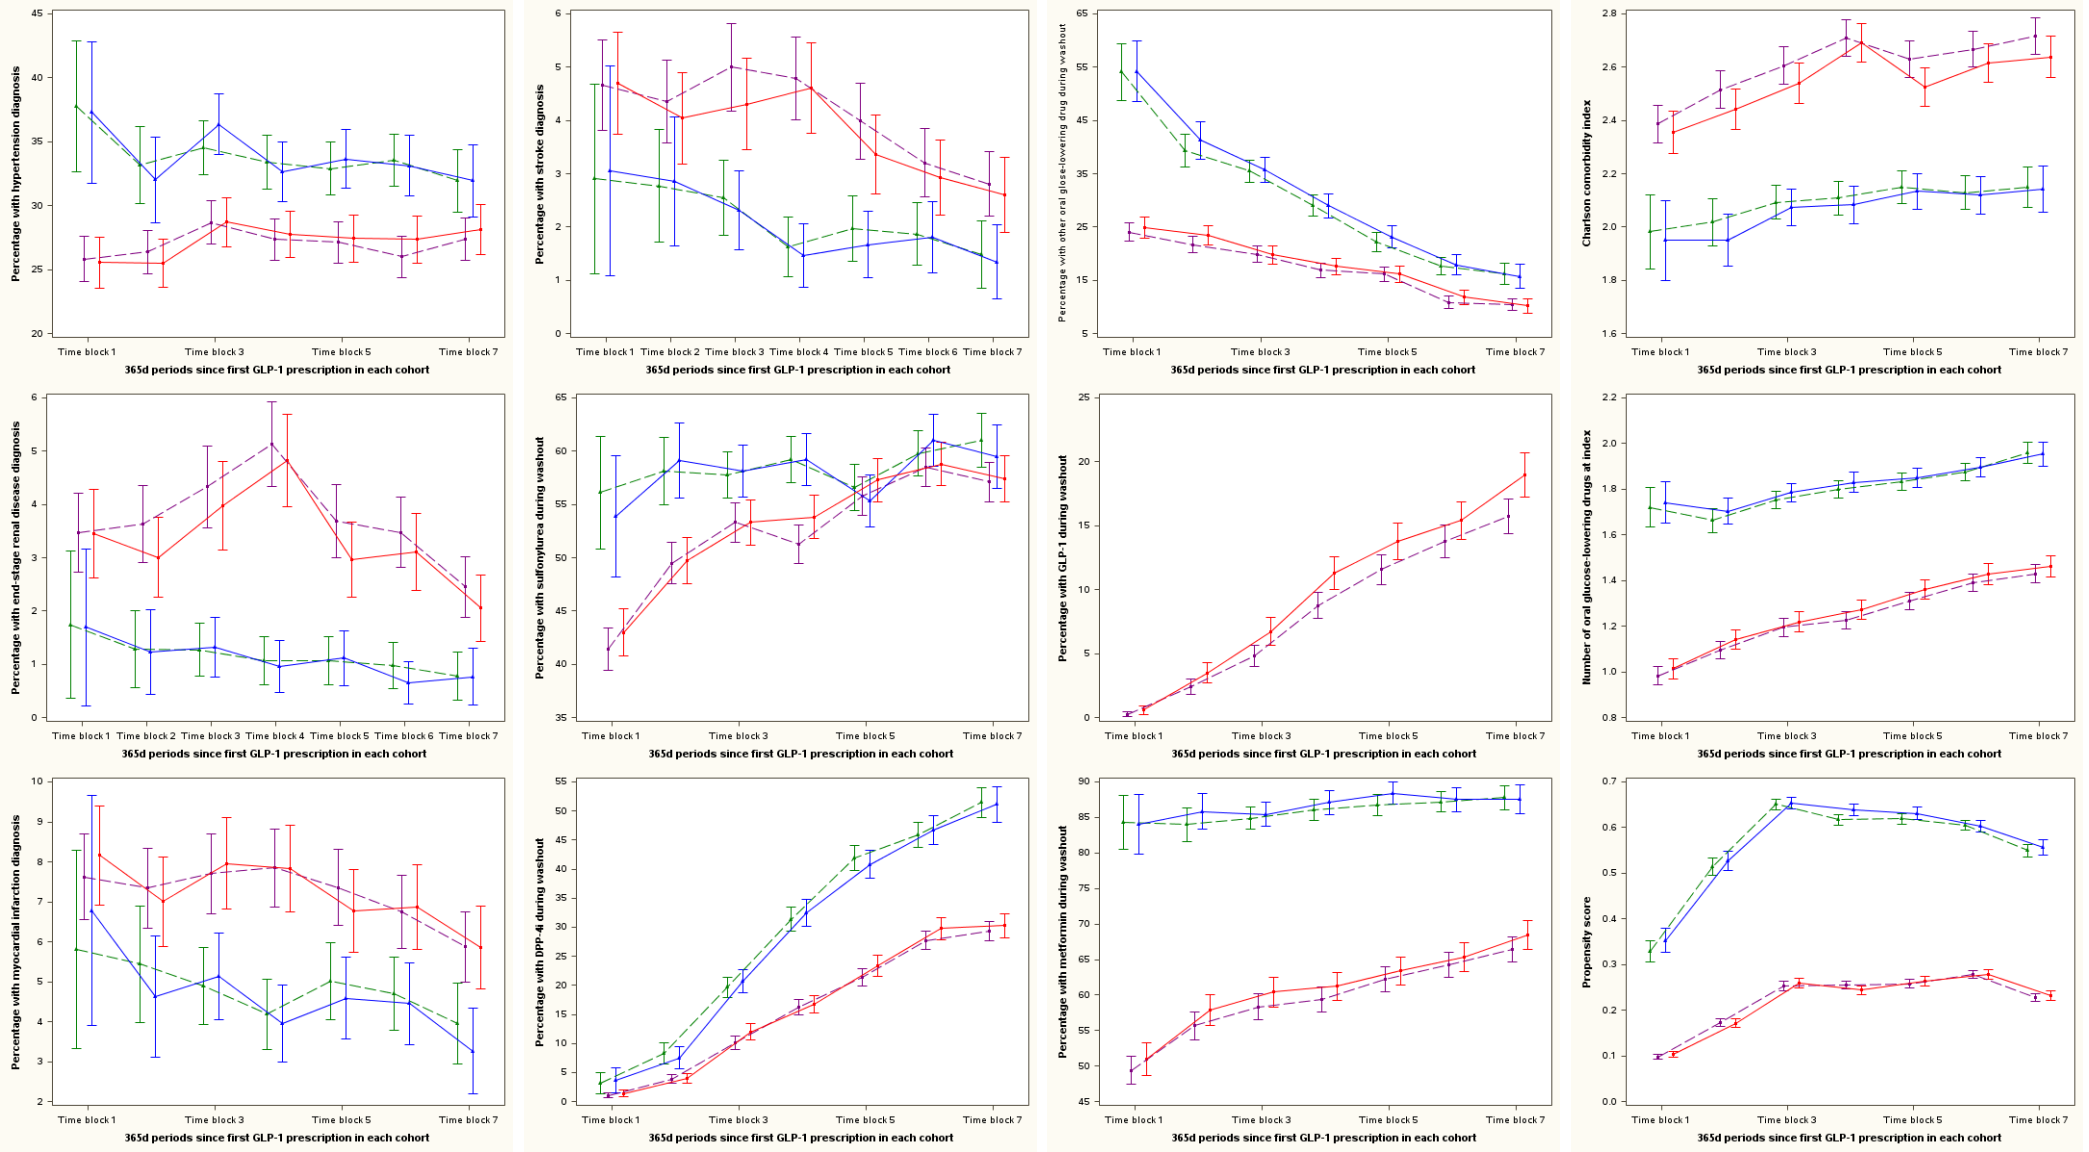 Percentage with hypertension diagnosis
45
40
35
30
25
20
Time block 1 Time block 3 Time block 5 Time block 7
365d periods since first GLP-1 prescription in each cohort
Percentage with stroke diagnosis
6
5
4
3
2
1
0
Time block 1 Time block 2 Time block 3 Time block 4 Time block 5 Time block 6 Time block 7
365d periods since first GLP-1 prescription in each cohort
Percentage with other oral glose-lowering drug during washout
65
55
45
35
25
15
5
Time block 1 Time block 3 Time block 5 Time block 7
365d periods since first GLP-1 prescription in each cohort
Charlson comorbidity index
2.8
2.6
2.4
2.2
2.0
1.8
1.6
Time block 1 Time block 3 Time block 5 Time block 7
365d periods since first GLP-1 prescription in each cohort
Percentage with end-stage renal disease diagnosis
6
5
4
3
2
1
0
Time block 1 Time block 2 Time block 3 Time block 4 Time block 5 Time block 6 Time block 7
365d periods since first GLP-1 prescription in each cohort
Percentage with sulfonylurea during washout
65
60
55
50
45
40
35
Time block 1 Time block 3 Time block 5 Time block 7
365d periods since first GLP-1 prescription in each cohort
Percentage with GLP-1 during washout
25
20
15
10
5
0
Time block 1 Time block 3 Time block 5 Time block 7
365d periods since first GLP-1 prescription in each cohort
Number of oral glucose-lowering drugs at index
2.2
2.0
1.8
1.6
1.4
1.2
1.0
0.8
Time block 1 Time block 3 Time block 5 Time block 7
365d periods since first GLP-1 prescription in each cohort
Percentage with myocardial infarction diagnosis
10
9
8
7
6
5
4
3
2
Time block 1 Time block 3 Time block 5 Time block 7
365d periods since first GLP-1 prescription in each cohort
Percentage with DPP-4i during washout
55
50
45
40
35
30
25
20
15
10
5
0
Time block 1 Time block 3 Time block 5 Time block 7
365d periods since first GLP-1 prescription in each cohort
Percentage with metformin during washout
90
85
80
75
70
65
60
55
50
45
Time block 1 Time block 3 Time block 5 Time block 7
365d periods since first GLP-1 prescription in each cohort
Propensity score
0.7
0.6
0.5
0.4
0.3
0.2
0.1
0.0
Time block 1 Time block 3 Time block 5 Time block 7
365d periods since first GLP-1 prescription in each cohort